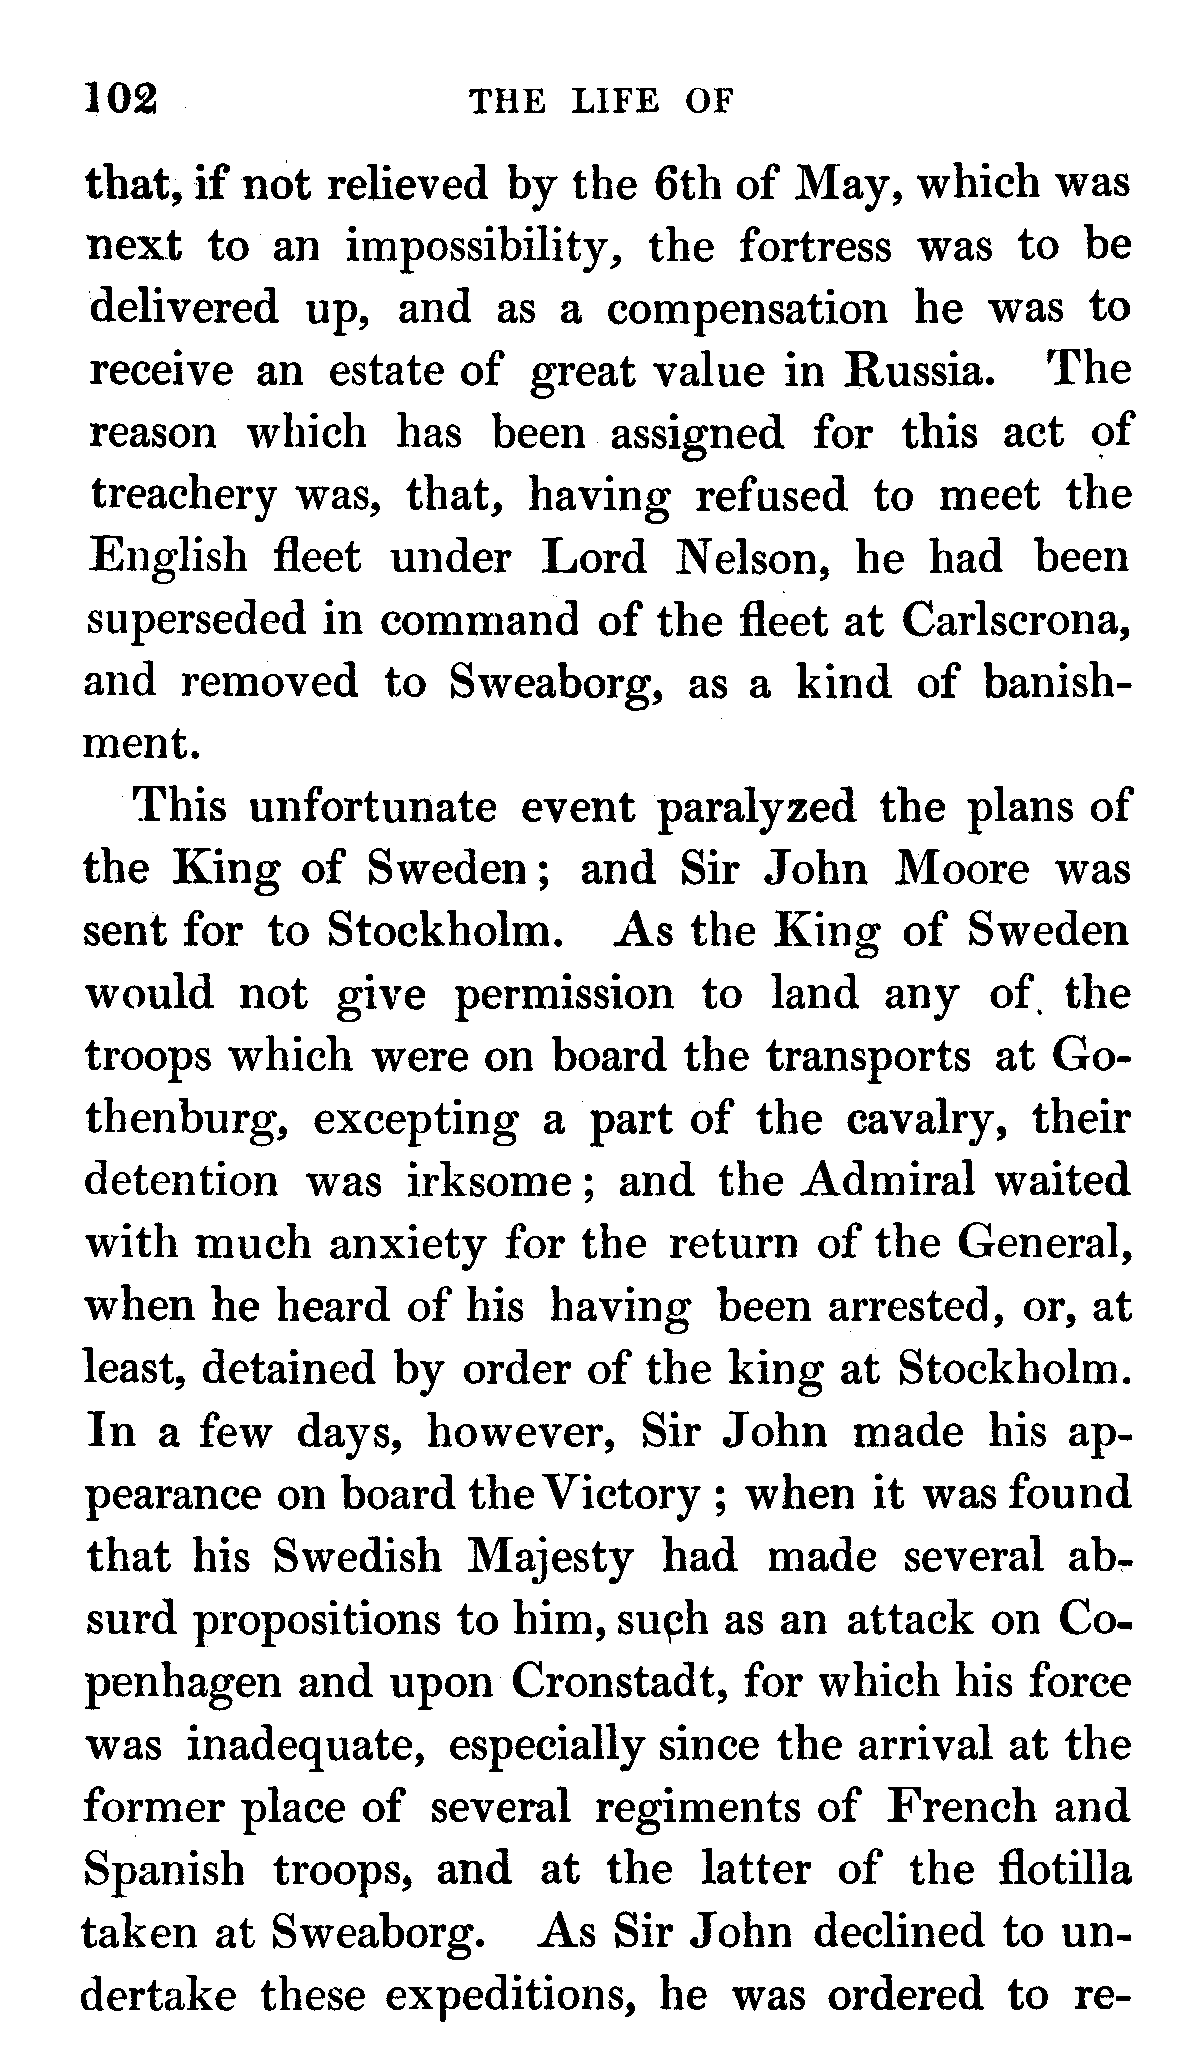 102 THE LIFE OF
that, if not relieved by the 6th of May, which was
next to an impossibility, the fortress was to be
delivered up, and as a compensation he was to
receive an estate of great value in Russia. The
reason which has been assigned for this act of
treachery was, that, having refused to meet the
English fleet under Lord Nelson, he had been
superseded in command of the fleet at Carlscrona,
and removed to Sweaborg, as a kind of banish-
ment.
This unfortunate event paralyzed the plans of
the King of Sweden; and Sir John Moore was
sent for to Stockholm. As the King of Sweden
would not give permission to land any of the
troops which were on board the transports at Go-
thenburg, excepting a part of the cavalry, their
detention was irksome; and the Admiral waited
with much anxiety for the return of the General,
when he heard of his having been arrested, or, at
least, detained by order of the king at Stockholm.
In a few days, however, Sir John made his ap-
pearance on board the Victory; when it was found
that his Swedish Majesty had made several ab-
surd propositions to him, such as an attack on Co-
penhagen and upon Cronstadt, for which his force
was inadequate, especially since the arrival at the
former place of several regiments of French and
Spanish troops, and at the latter of the flotilla
taken at Sweaborg. As Sir John declined to un-
dertake these expeditions, he was ordered to re-